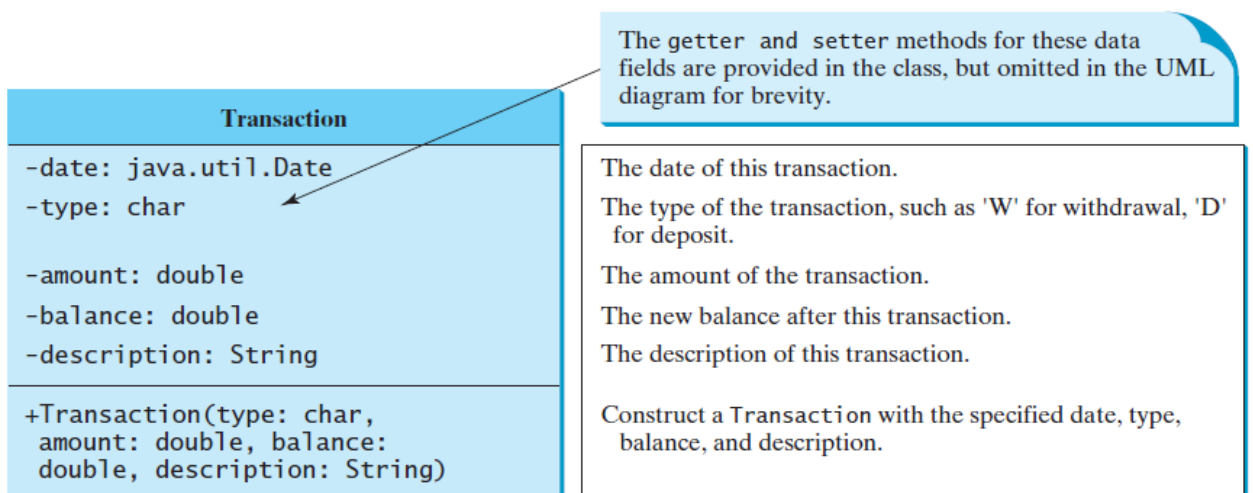 The getter and setter methods for these data
fields are provided in the class, but omitted in the UML
diagram for brevity.
Transaction
-date: java.util.Date
The date of this transaction.
-type: char
The type of the transaction, such as 'W' for withdrawal, 'D'
for deposit.
-amount: double
The amount of the transaction.
-balance: double
The new balance after this transaction.
-description: String
The description of this transaction.
+Transaction(type: char,
amount: double, balance:
double, description: String)
Construct a Transaction with the specified date, type,
balance, and description.